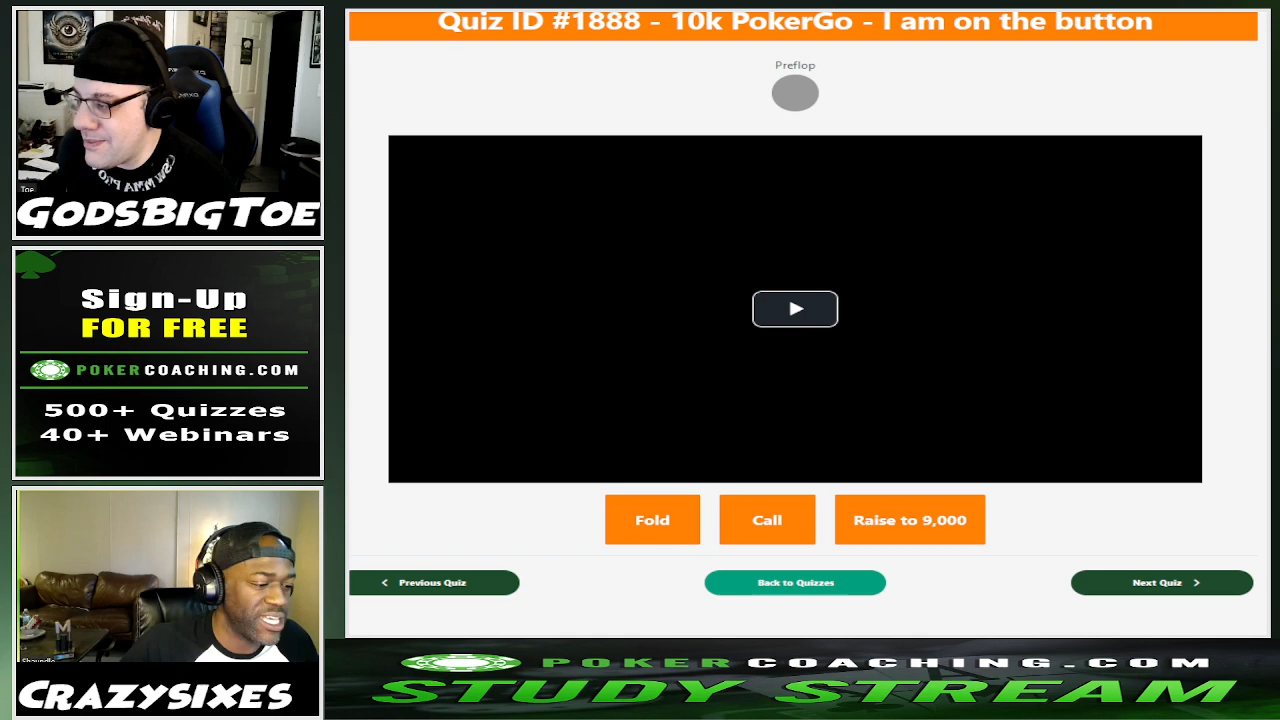 Toe
GODSBIGTOE
Sign-Up
FOR FREE
POKERCOACHING.COM
500+ Quizzes
40+ Webinars
CRAZYSIXES
Quiz ID #1888 - 10k PokerGo - I am on the button
Preflop
Fold
Call
Raise to 9,000
Previous Quiz
Back to Quizzes
Next Quiz
POKERCOACHING.COM
STUDY STREAM